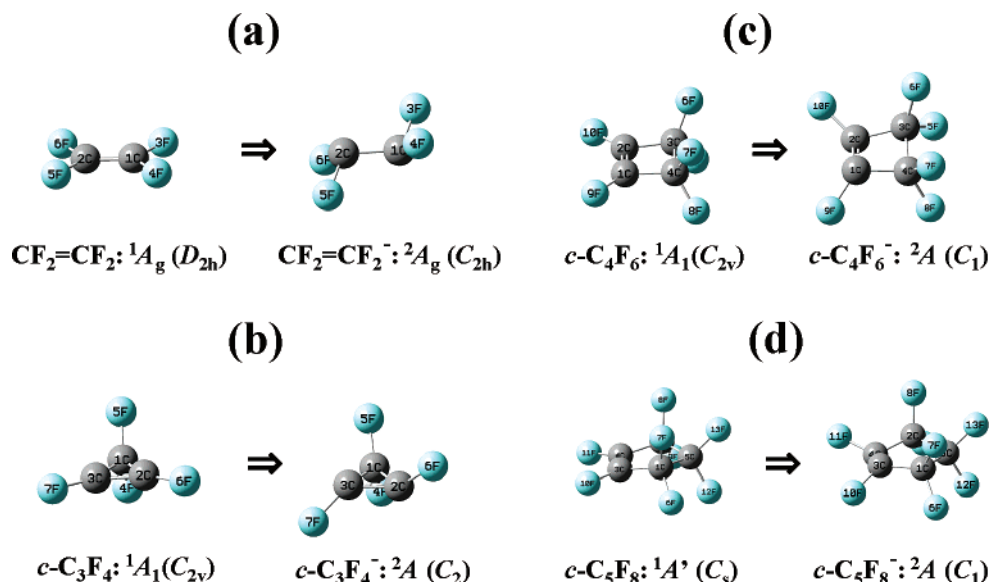 (a)
6F 3F
2C 1C
5F 4F
⇒
3F
2C 1C 4F
6F
5F
CF₂=CF₂: ¹A_g (D₂h)
CF₂=CF₂⁻: ²A_g (C₂h)
(c)
6F
10F
2C 3C
7F
1C 4C
9F
8F
⇒
6F
10F
3C 5F
2C
7F
1C 4C
9F 8F
c-C₄F₆: ¹A₁(C₂ᵥ)
c-C₄F₆⁻: ²A (C₁)
(b)
5F
1C
3C 2C
7F 4F 6F
⇒
5F
1C 6F
3C 4F 2C
7F
c-C₃F₄: ¹A₁(C₂ᵥ)
c-C₃F₄⁻: ²A (C₂)
(d)
8F
7F 13F
11F
3C 1C 5C
10F
6F 12F
⇒
8F
11F 2C 7F 13F
3C 1C
10F 12F
6F
c-C₅F₈: ¹A' (Cₛ)
c-C₅F₈⁻: ²A (C₁)